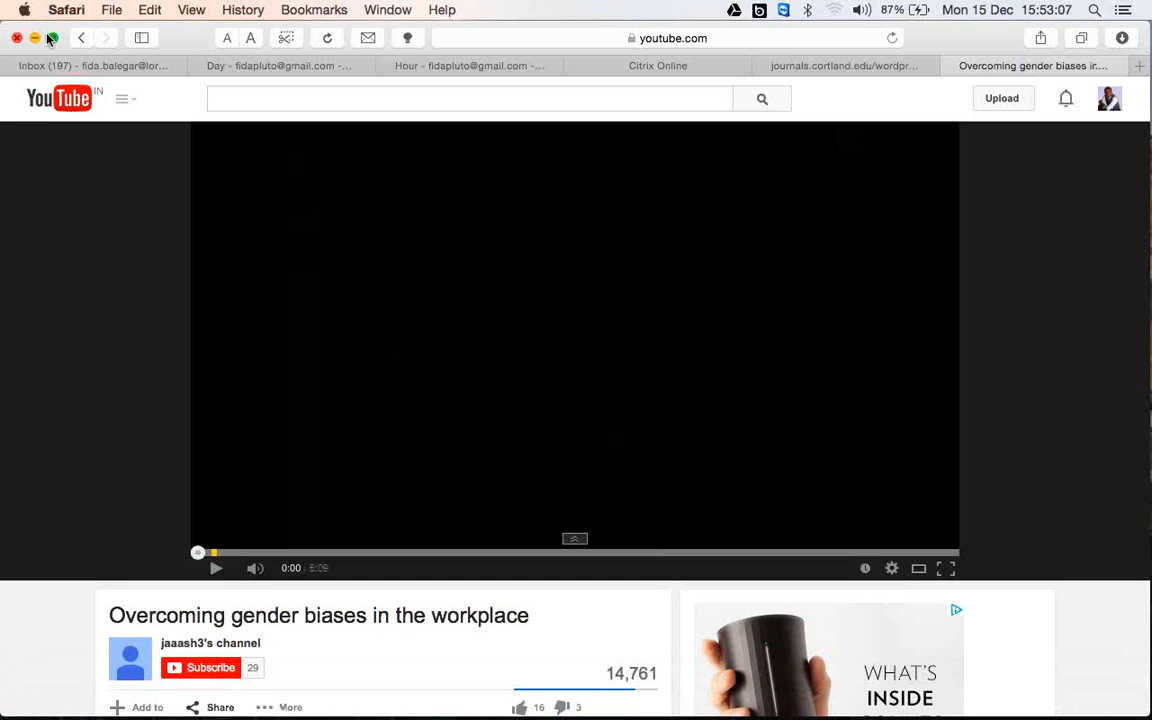 Safari File Edit View History Bookmarks Window Help 87% Mon 15 Dec 15:53:07
A A youtube.com
Inbox (197) - fida.balegar@lor... Day - fidapluto@gmail.com -... Hour - fidapluto@gmail.com -... Citrix Online journals.cortland.edu/wordpr... Overcoming gender biases in....
YouTube IN Upload
0:00 / 5:09
Overcoming gender biases in the workplace
jaaash3's channel
Subscribe 29
14,761
Add to Share More 16 3
WHAT'S
INSIDE